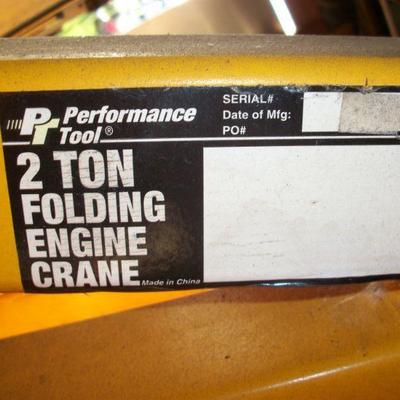 PT Performance
Tool®
SERIAL#
Date of Mfg:
PO#
2 TON
FOLDING
ENGINE
CRANE
Made in China